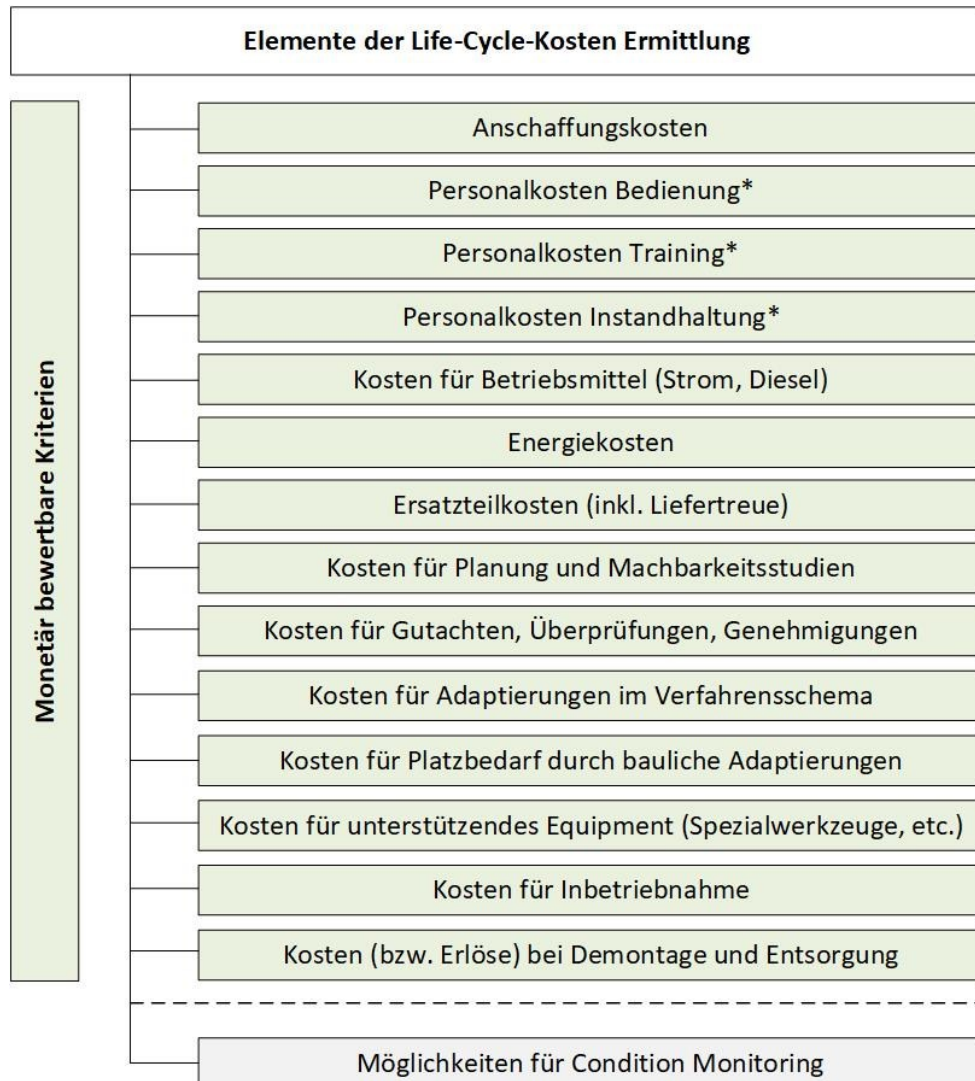 Elemente der Life-Cycle-Kosten Ermittlung
Monetär bewertbare Kriterien
Anschaffungskosten
Personalkosten Bedienung*
Personalkosten Training*
Personalkosten Instandhaltung*
Kosten für Betriebsmittel (Strom, Diesel)
Energiekosten
Ersatzteilkosten (inkl. Liefertreue)
Kosten für Planung und Machbarkeitsstudien
Kosten für Gutachten, Überprüfungen, Genehmigungen
Kosten für Adaptierungen im Verfahrensschema
Kosten für Platzbedarf durch bauliche Adaptierungen
Kosten für unterstützendes Equipment (Spezialwerkzeuge, etc.)
Kosten für Inbetriebnahme
Kosten (bzw. Erlöse) bei Demontage und Entsorgung
Möglichkeiten für Condition Monitoring